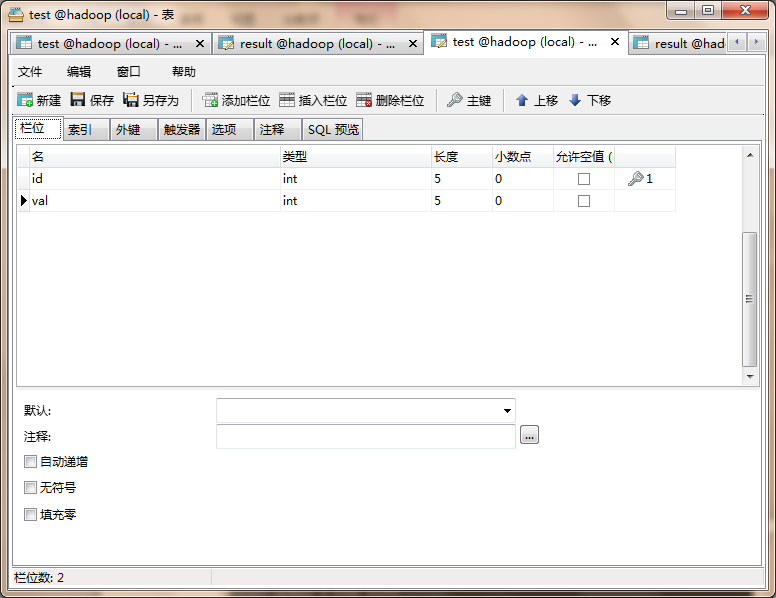 test @hadoop (local) - 表
test @hadoop (local) - ...
result @hadoop (local) - ...
test @hadoop (local) - ...
result @had
文件 编辑 窗口 帮助
新建 保存 另存为 添加栏位 插入栏位 删除栏位 主键 上移 下移
栏位 索引 外键 触发器 选项 注释 SQL 预览
名 类型 长度 小数点 允许空值 (
id int 5 0 1
val int 5 0
默认:
注释:
...
自动递增
无符号
填充零
栏位数: 2